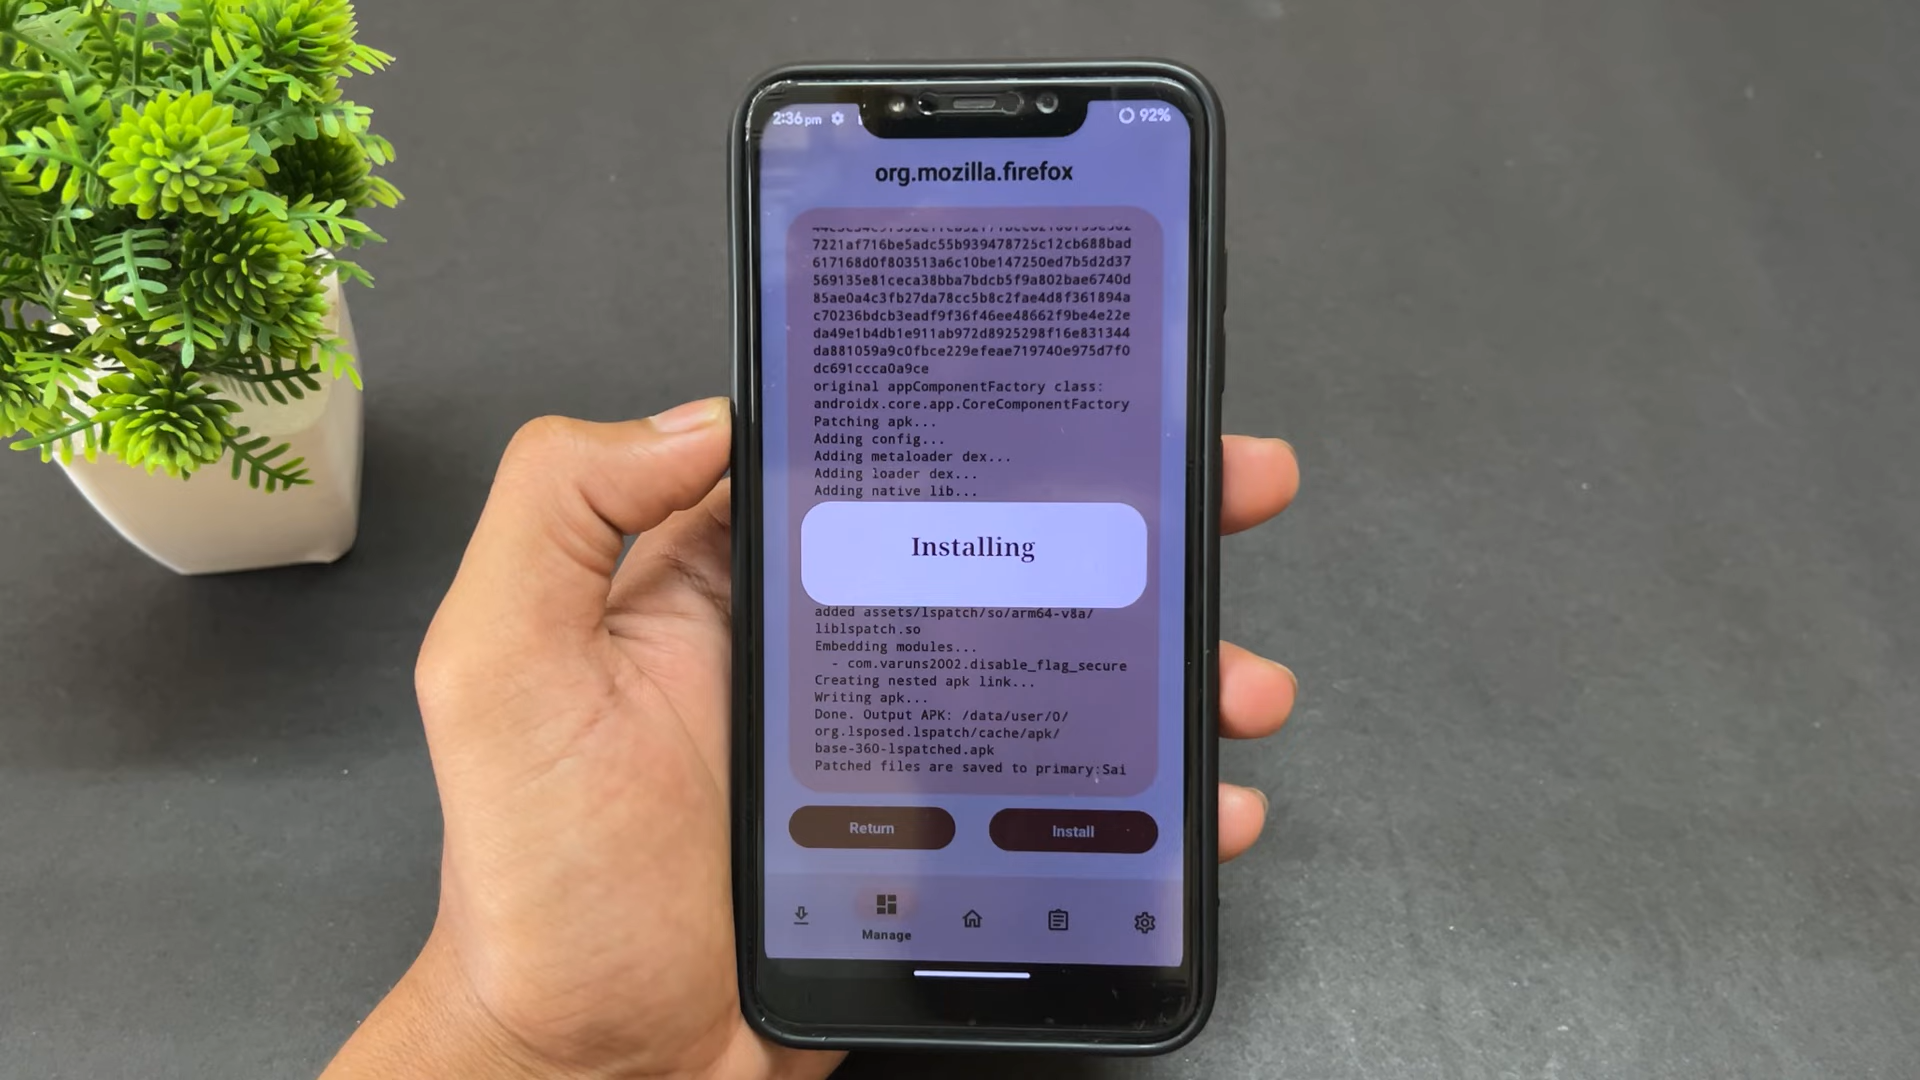 2:36 pm
92%
org.mozilla.firefox
7221af716be5adc55b939478725c12cb688bad
617168d0f803513a6c10be147250ed7b5d2d37
569135e81ceca38bba7bdcb5f9a802bae6740d
85ae0a4c3fb27da78cc5b8c2fae4d8f361894a
c70236bdcb3eadf9f36f46ee48662f9be4e22e
da49e1b4db1e911ab972d8925298f16e831344
da881059a9c0fbce229efeae719740e975d7f0
dc691ccca0a9ce
original appComponentFactory class:
androidx.core.app.CoreComponentFactory
Patching apk...
Adding config...
Adding metaloader dex...
Adding loader dex...
Adding native lib...
Installing
added assets/lspatch/so/arm64-v8a/
liblspatch.so
Embedding modules...
- com.varuns2002.disable_flag_secure
Creating nested apk link...
Writing apk...
Done. Output APK: /data/user/0/
org.lsposed.lspatch/cache/apk/
base-360-lspatched.apk
Patched files are saved to primary:Sai
Return
Install
Manage